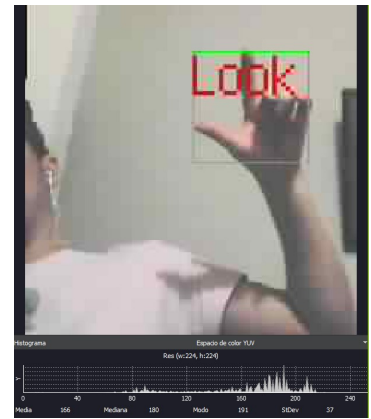 Look
Histograma Espacio de color YUV
Res (w:224, h:224)
Y
0 40 80 120 160 200 240
Media 166 Mediana 180 Modo 191 StDev 37